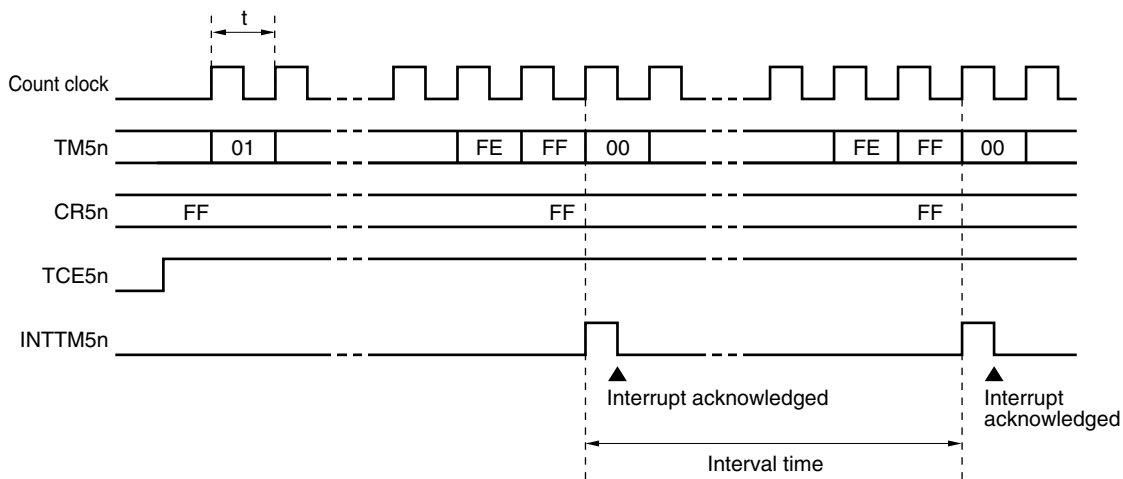 t
Count clock
TM5n 01 FE FF 00 FE FF 00
CR5n FF FF FF
TCE5n
INTTM5n
Interrupt acknowledged
Interrupt
acknowledged
Interval time